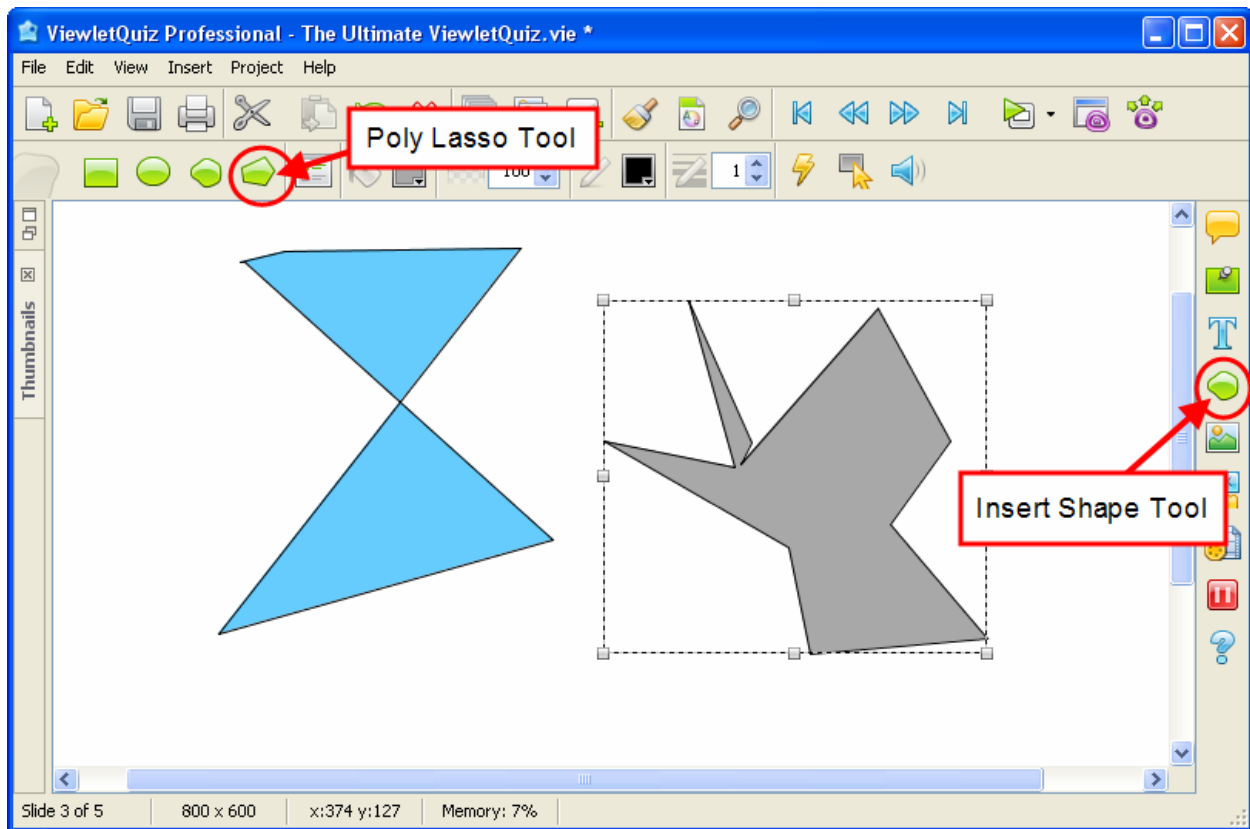 ViewletQuiz Professional - The Ultimate ViewletQuiz.vie *
File Edit View Insert Project Help
Poly Lasso Tool
100
1
Thumbnails
T
Insert Shape Tool
Slide 3 of 5 800 x 600 x:374 y:127 Memory: 7%